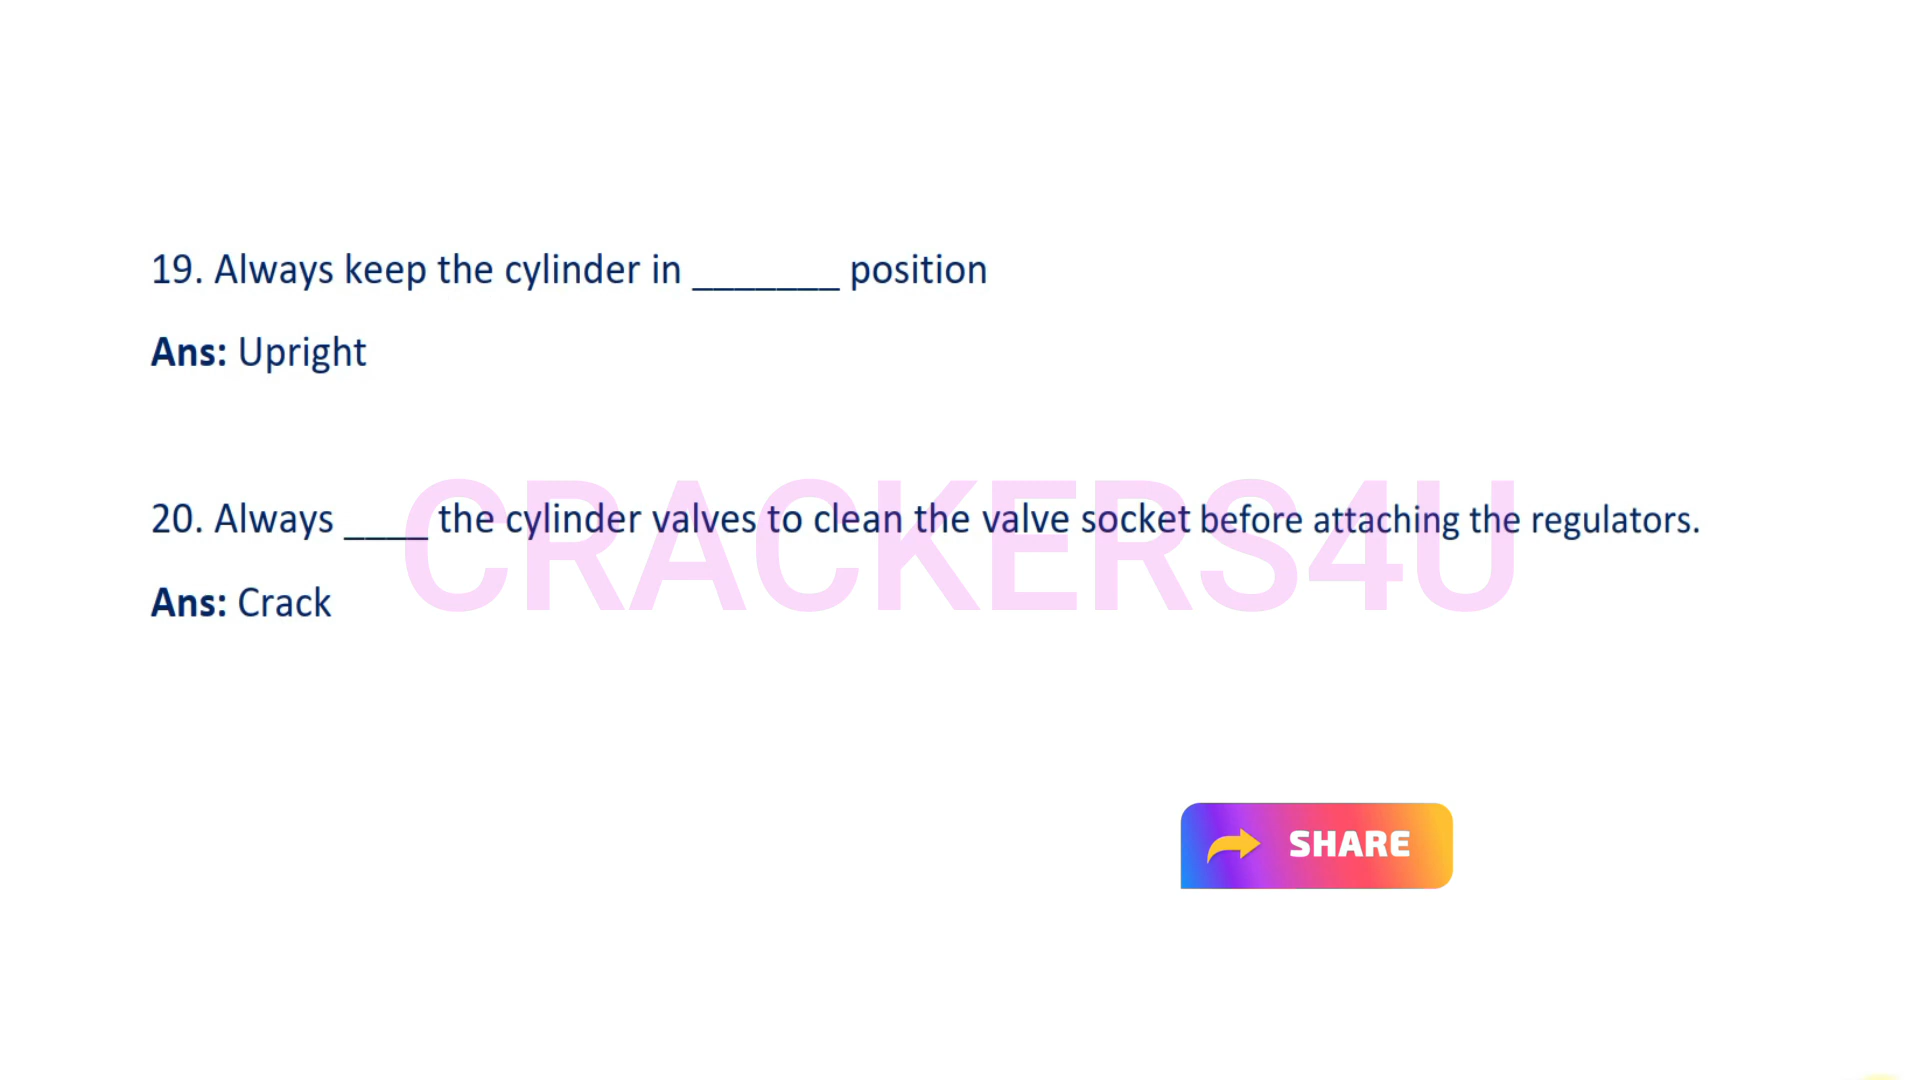 19. Always keep the cylinder in _______ position
Ans: Upright
20. Always ____ the cylinder valves to clean the valve socket before attaching the regulators.
CRACKERS4U
Ans: Crack
SHARE